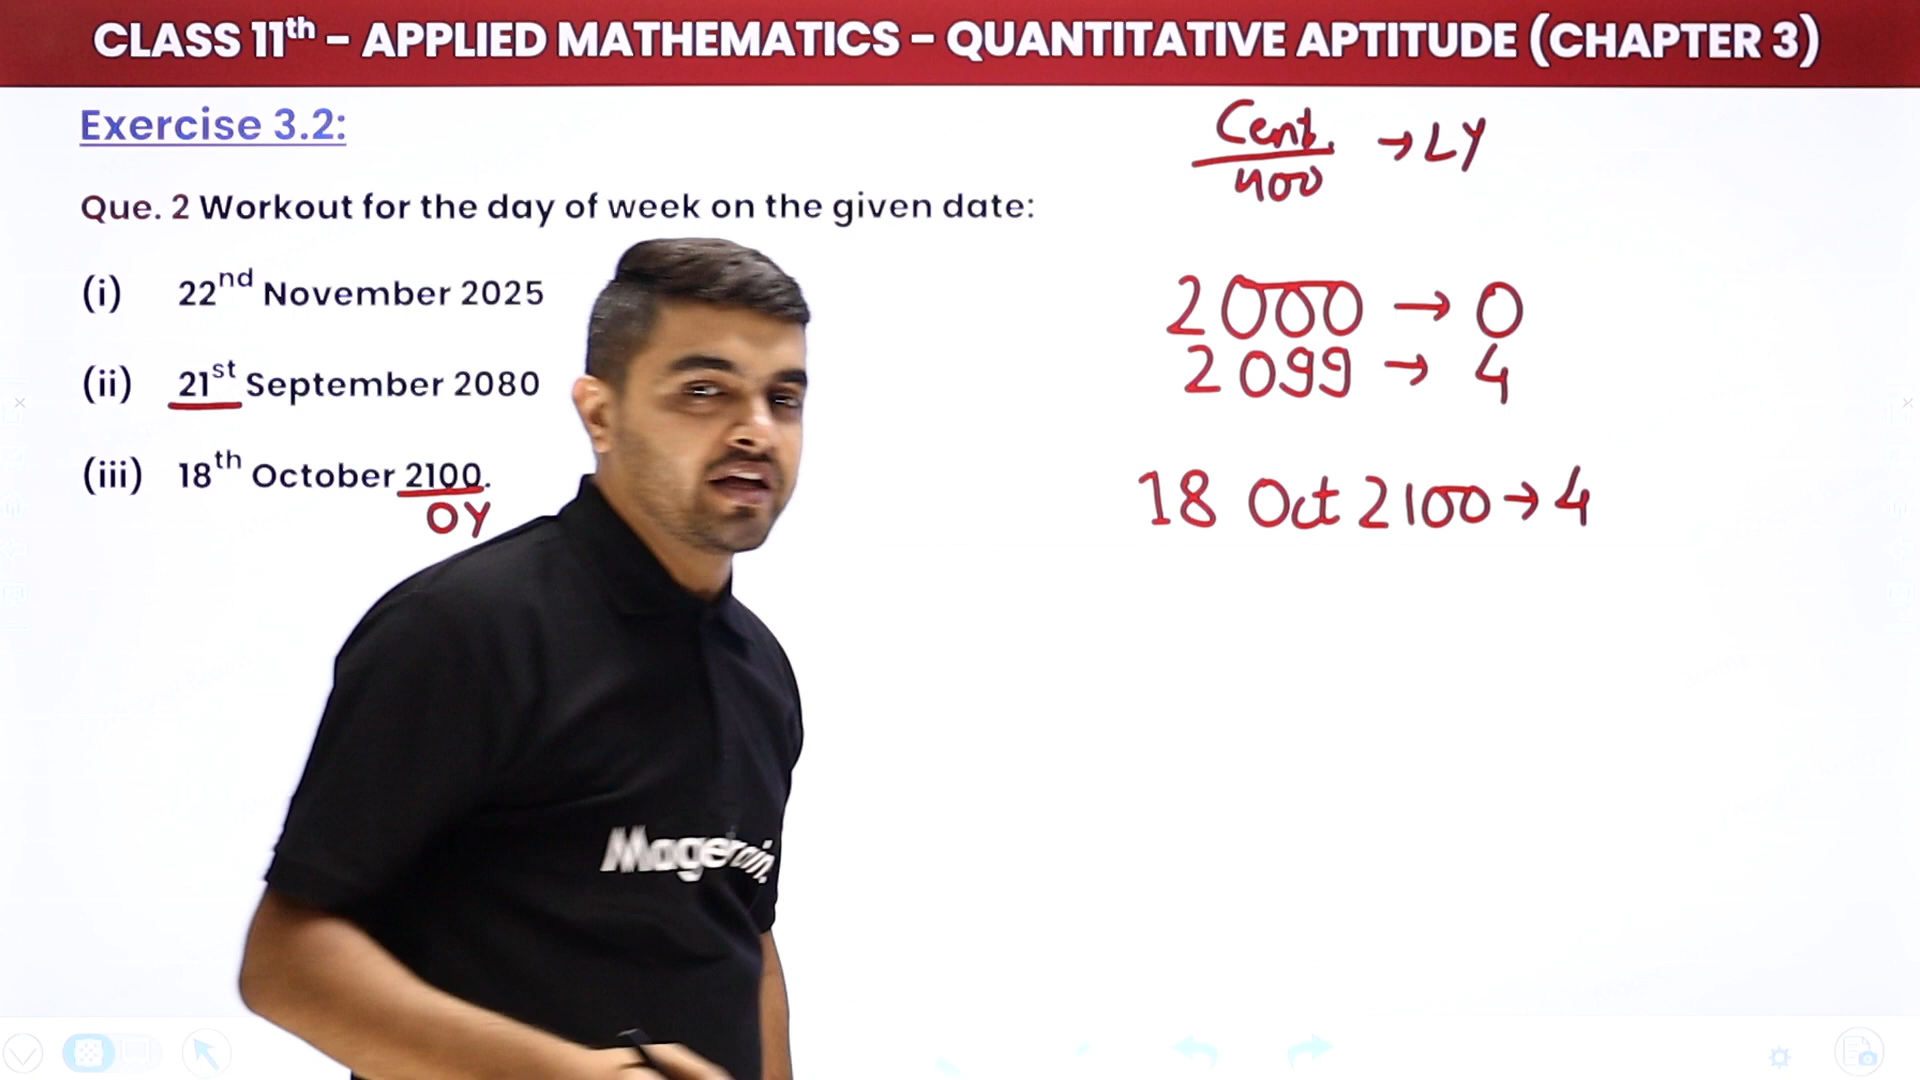 CLASS 11th – APPLIED MATHEMATICS – QUANTITATIVE APTITUDE (CHAPTER 3)
Exercise 3.2:
Que. 2 Workout for the day of week on the given date:
(i) 22nd November 2025
(ii) 21st September 2080
(iii) 18th October 2100.
OY
Cent. → LY
400
2000 → 0
2099 → 4
18 Oct 2100 → 4